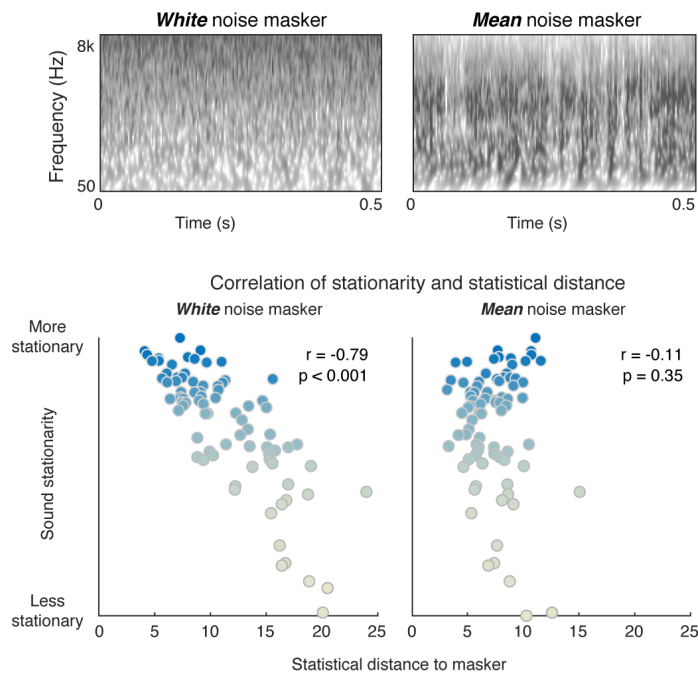 White noise masker
Mean noise masker
8k
Frequency (Hz)
50
0
0.5
Time (s)
0
0.5
Time (s)
Correlation of stationarity and statistical distance
White noise masker
Mean noise masker
More
stationary
r = -0.79
p < 0.001
r = -0.11
p = 0.35
Sound stationarity
Less
stationary
0 5 10 15 20 25
0 5 10 15 20 25
Statistical distance to masker